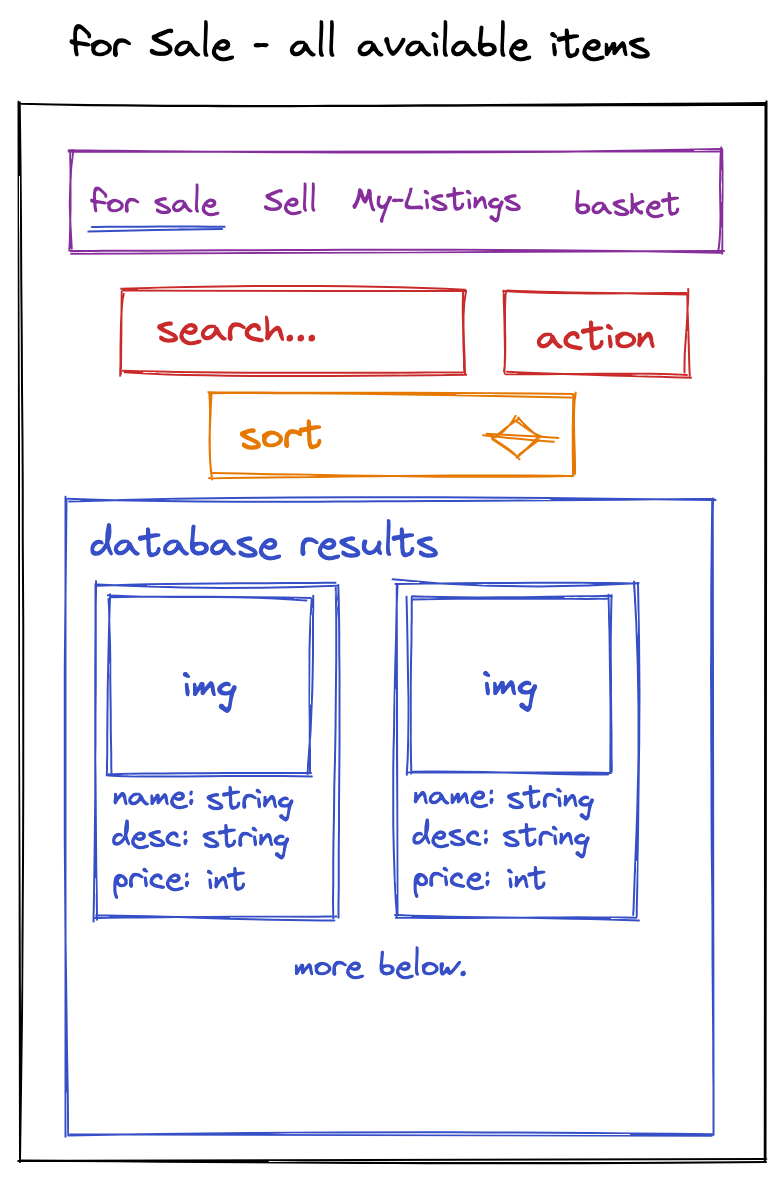 for Sale - all available items
for sale Sell My-Listings basket
search... action
sort
database results
img img
name: string name: string
desc: string desc: string
price: int price: int
more below.